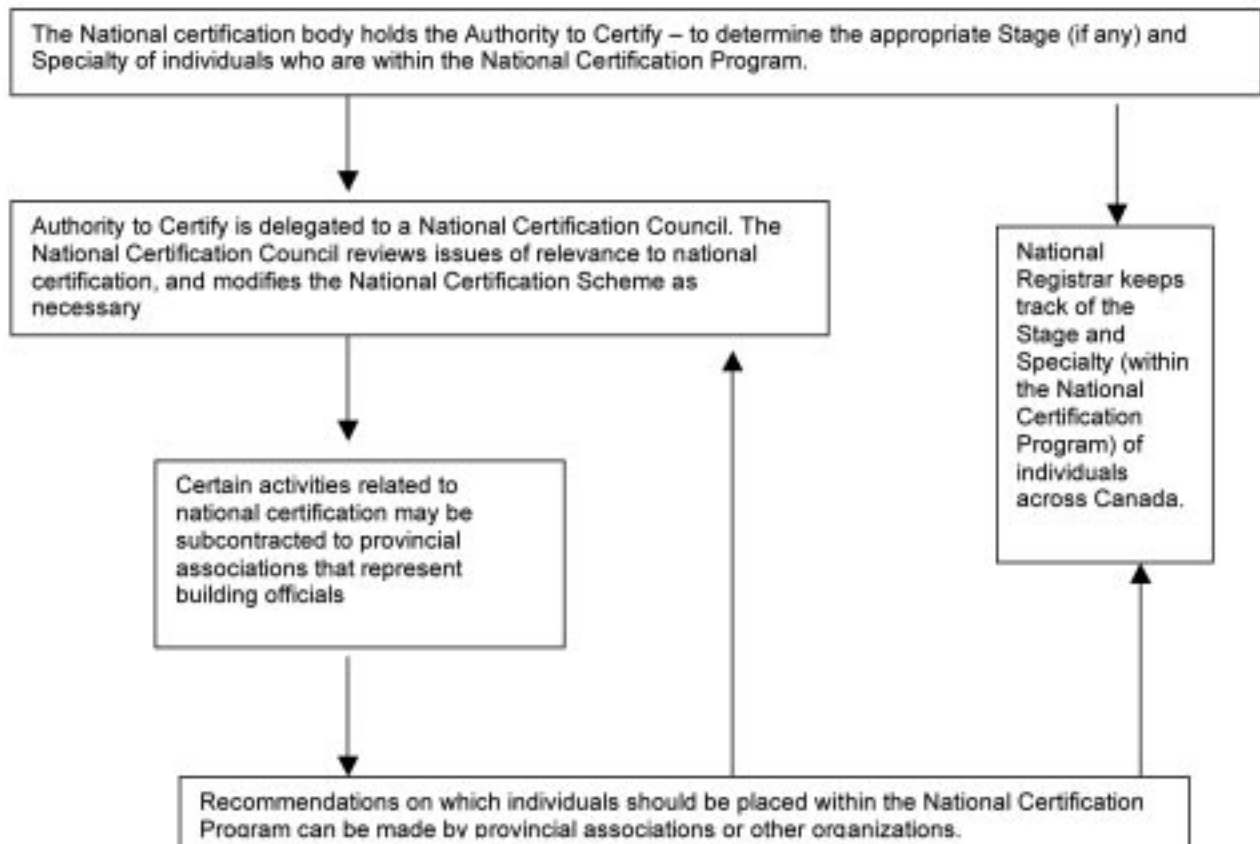 The National certification body holds the Authority to Certify – to determine the appropriate Stage (if any) and
Specialty of individuals who are within the National Certification Program.
Authority to Certify is delegated to a National Certification Council. The
National Certification Council reviews issues of relevance to national
certification, and modifies the National Certification Scheme as
necessary
National
Registrar keeps
track of the
Stage and
Specialty (within
the National
Certification
Program) of
individuals
across Canada.
Certain activities related to
national certification may be
subcontracted to provincial
associations that represent
building officials
Recommendations on which individuals should be placed within the National Certification
Program can be made by provincial associations or other organizations.